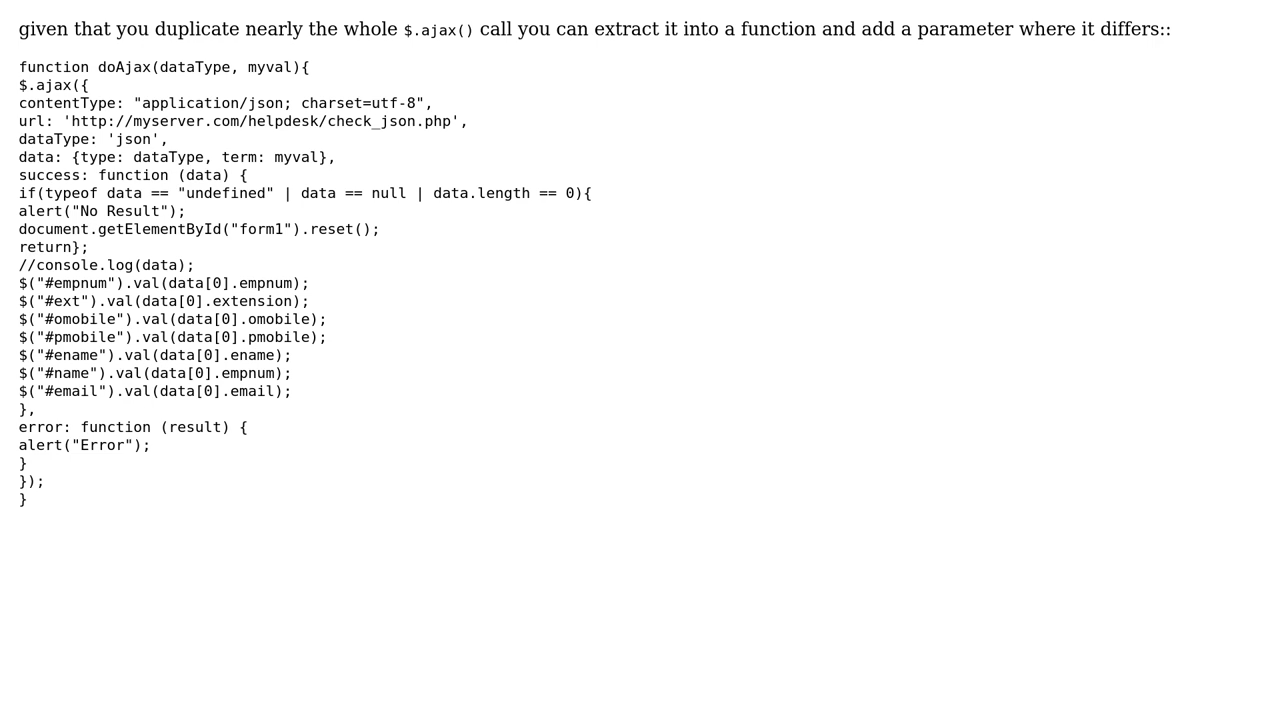 given that you duplicate nearly the whole $.ajax() call you can extract it into a function and add a parameter where it differs::
function doAjax(dataType, myval){
$.ajax({
contentType: "application/json; charset=utf-8",
url: 'http://myserver.com/helpdesk/check_json.php',
dataType: 'json',
data: {type: dataType, term: myval},
success: function (data) {
if(typeof data == "undefined" | data == null | data.length == 0){
alert("No Result");
document.getElementById("form1").reset();
return};
//console.log(data);
$("#empnum").val(data[0].empnum);
$("#ext").val(data[0].extension);
$("#omobile").val(data[0].omobile);
$("#pmobile").val(data[0].pmobile);
$("#ename").val(data[0].ename);
$("#name").val(data[0].empnum);
$("#email").val(data[0].email);
},
error: function (result) {
alert("Error");
}
});
}